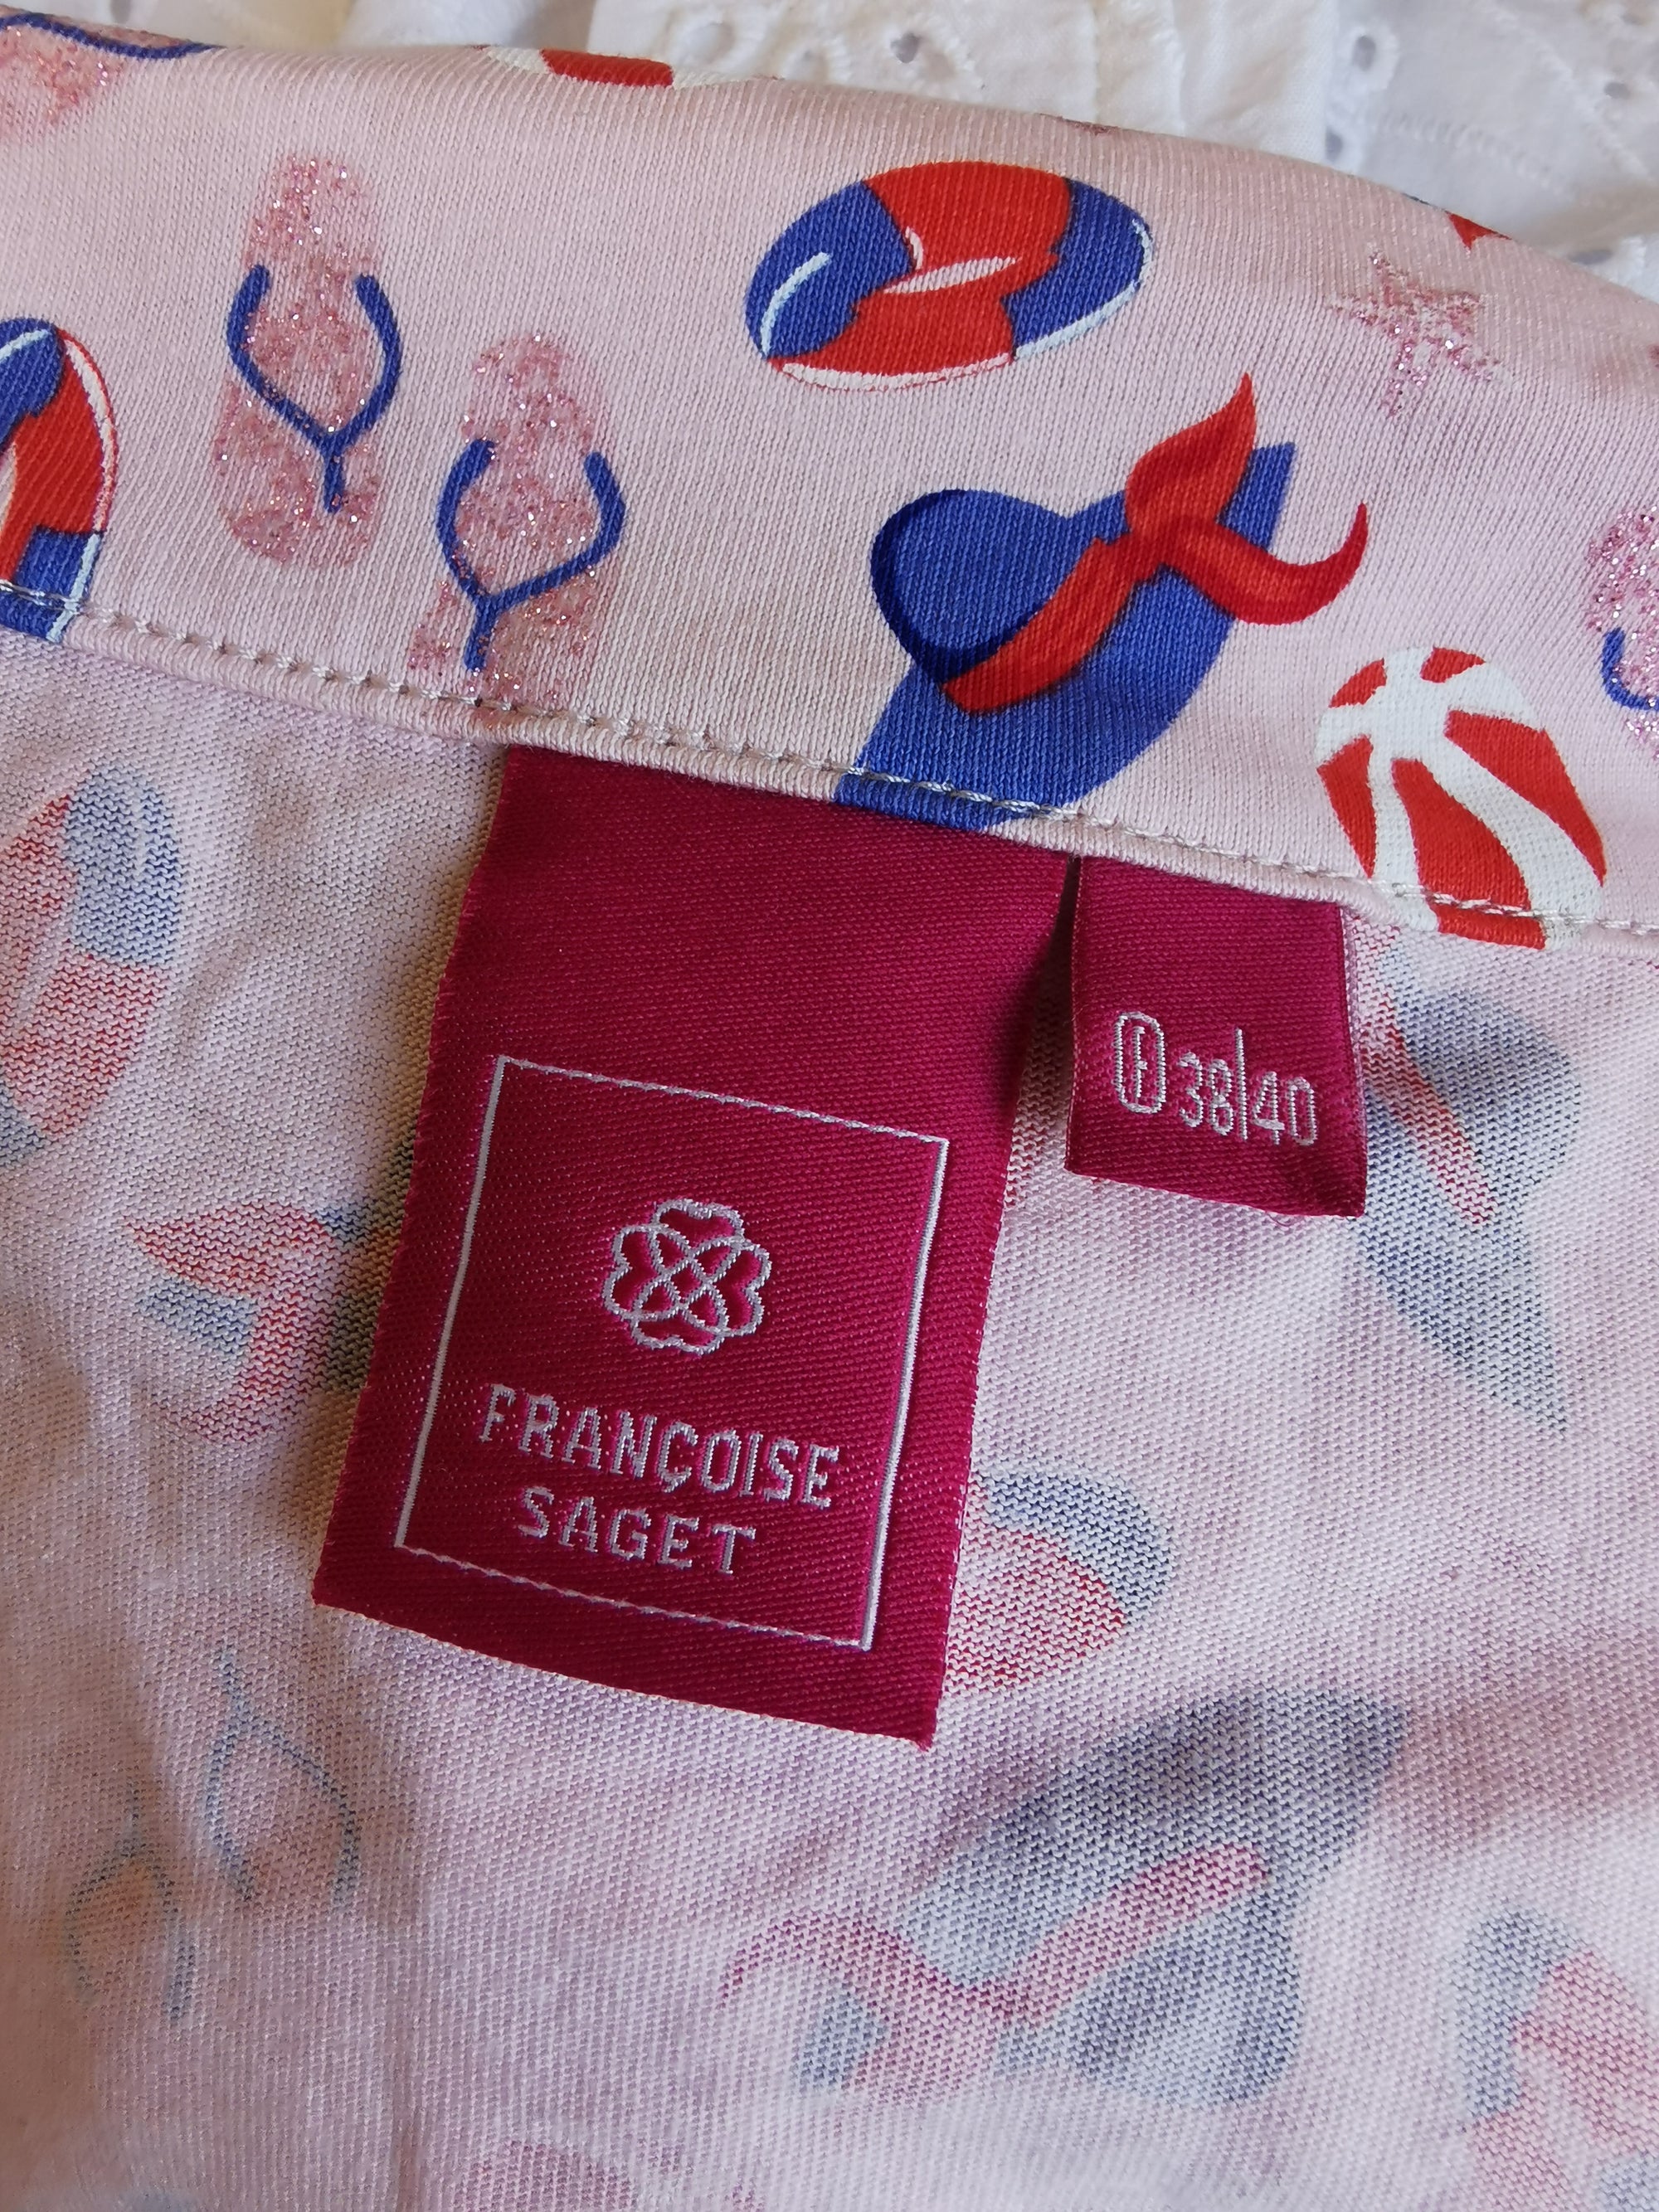 FRANÇOISE
SAGET
F 38/40